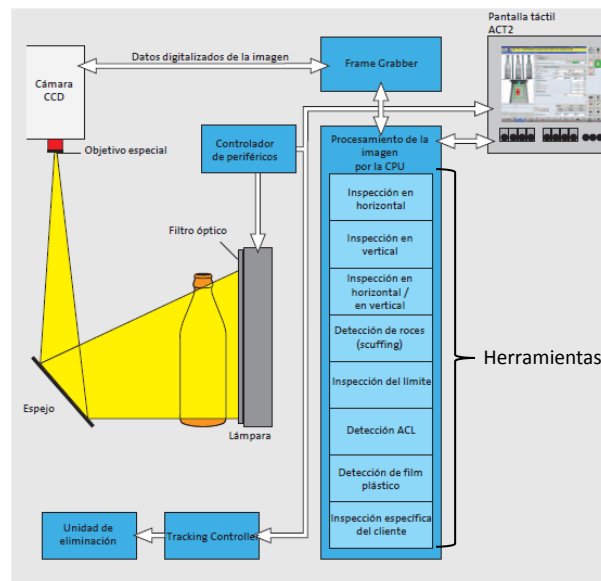 Pantalla táctil
ACT2
Datos digitalizados de la imagen
Frame Grabber
Cámara
CCD
Objetivo especial
Controlador
de periféricos
Procesamiento de la
imagen
por la CPU
Inspección en
horizontal
Inspección en
vertical
Filtro óptico
Inspección en
horizontal /
en vertical
Detección de roces
(scuffing)
Herramientas
Inspección del límite
Espejo
Lámpara
Detección ACL
Detección de film
plástico
Unidad de
eliminación
Tracking Controller
Inspección específica
del cliente